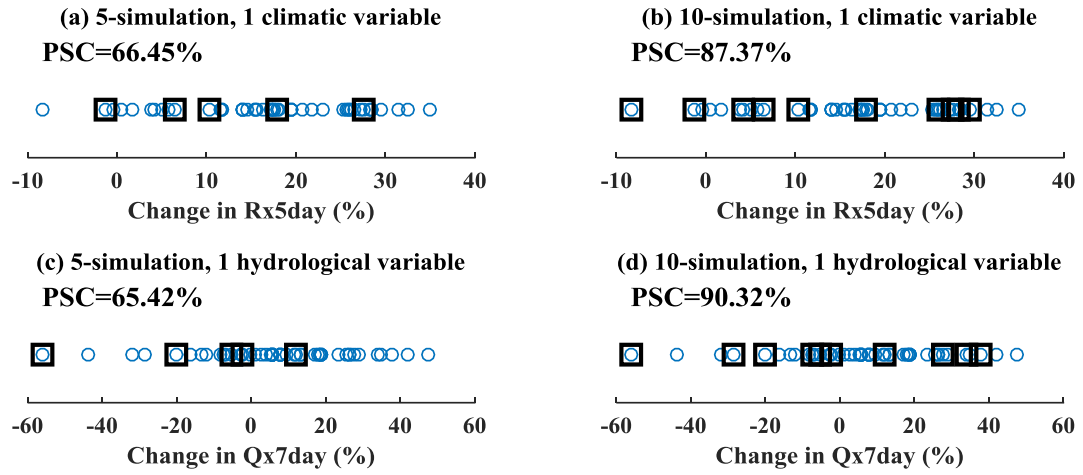 (a) 5-simulation, 1 climatic variable
PSC=66.45%
-10 0 10 20 30 40
Change in Rx5day (%)
(b) 10-simulation, 1 climatic variable
PSC=87.37%
-10 0 10 20 30 40
Change in Rx5day (%)
(c) 5-simulation, 1 hydrological variable
PSC=65.42%
-60 -40 -20 0 20 40 60
Change in Qx7day (%)
(d) 10-simulation, 1 hydrological variable
PSC=90.32%
-60 -40 -20 0 20 40 60
Change in Qx7day (%)